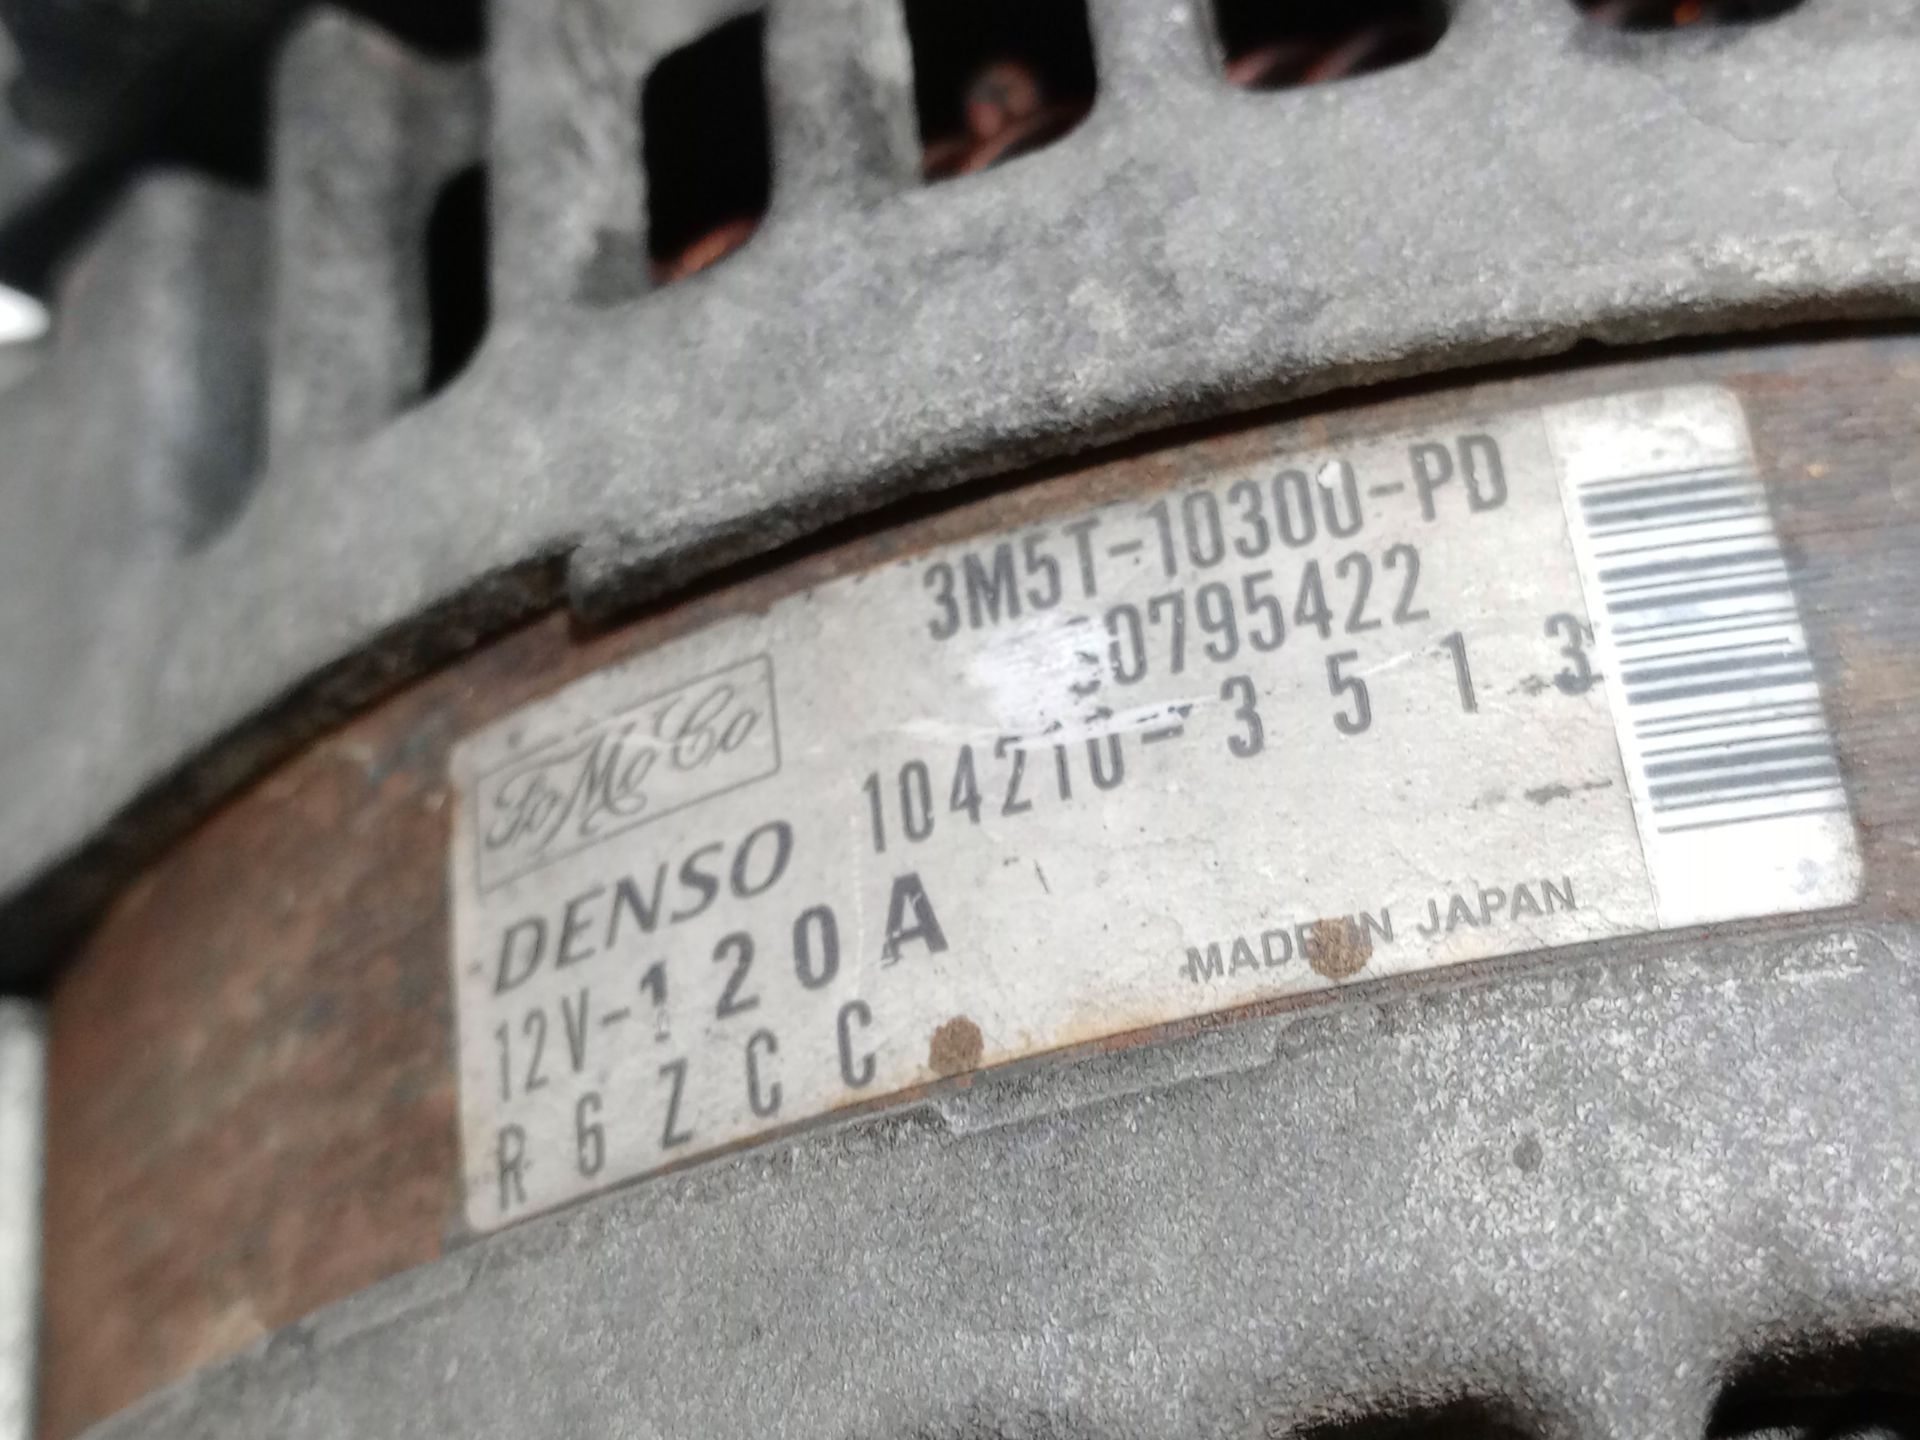 3M5T-10300-PD
0795422
FoMoCo
DENSO 104210-3513
12V-120A
MADE IN JAPAN
R6ZCC